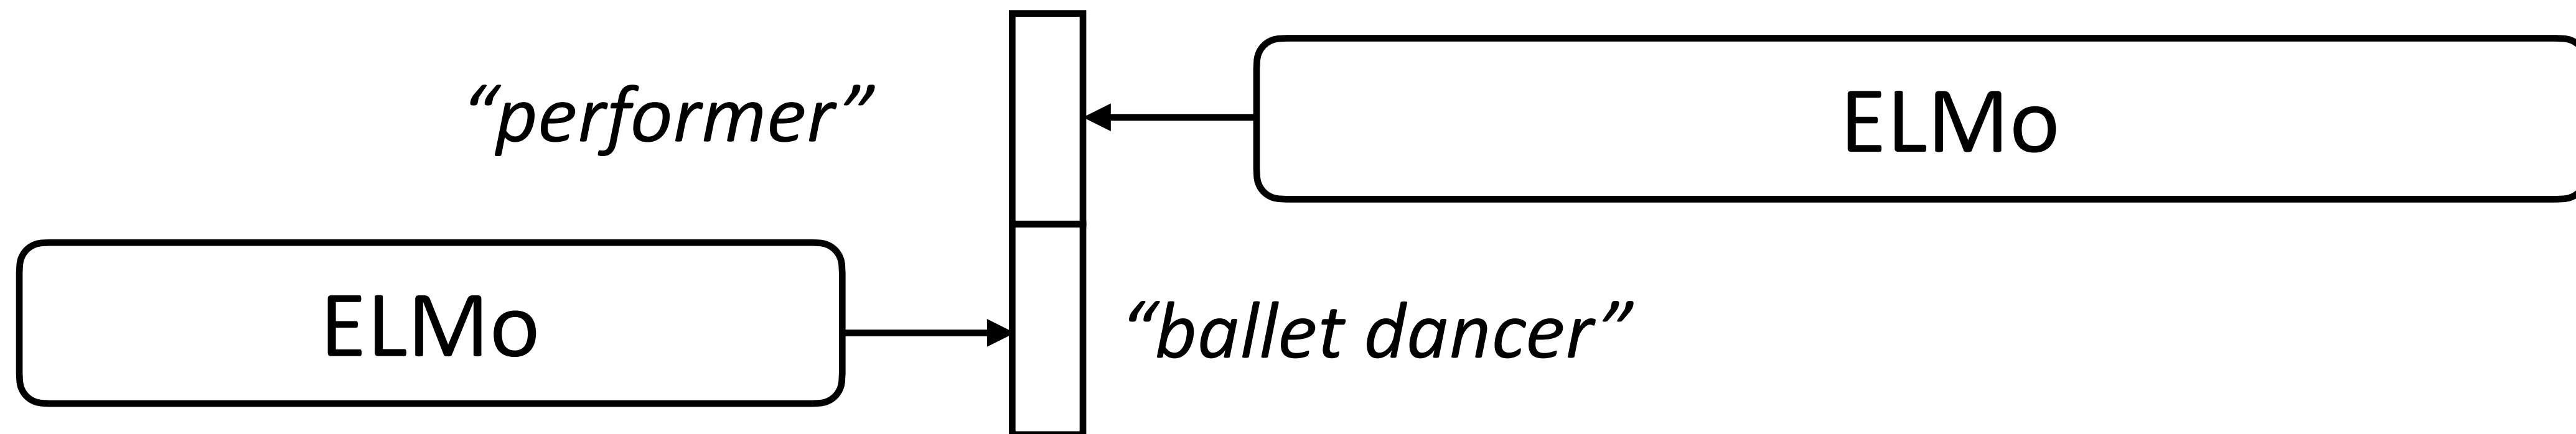 “performer”
ELMo
ELMo
“ballet dancer”